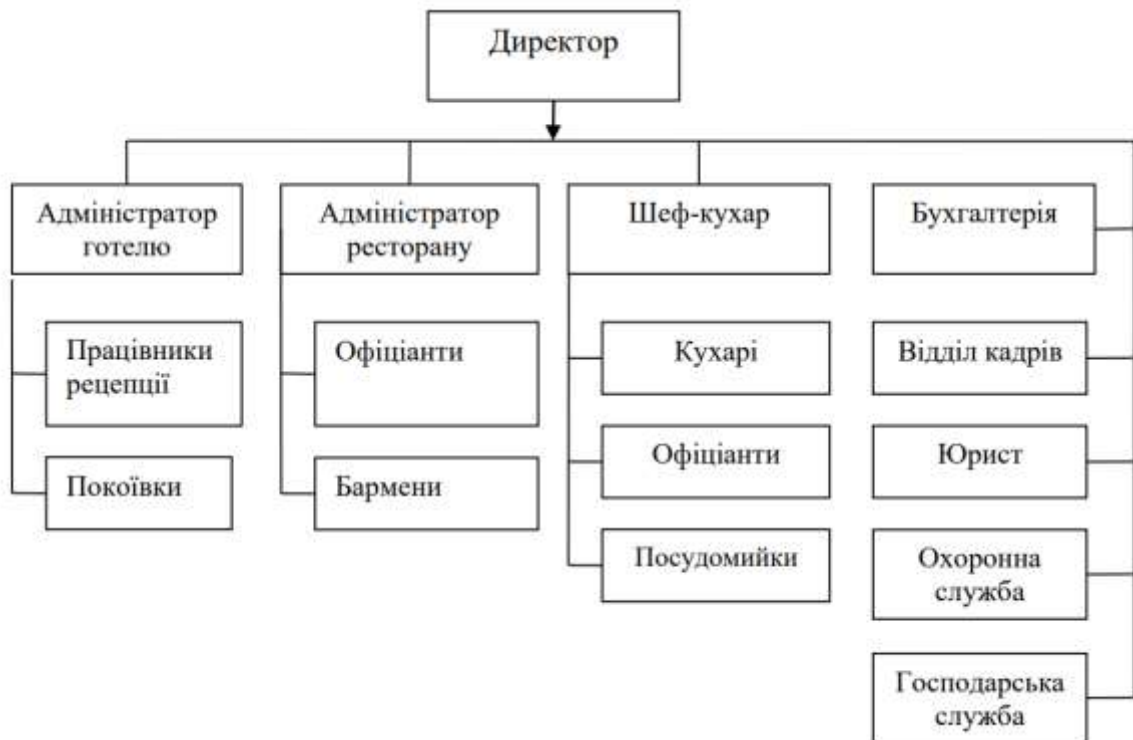 Директор
Адміністратор
готелю
Адміністратор
ресторану
Шеф-кухар
Бухгалтерія
Працівники
рецепції
Офіціанти
Кухарі
Відділ кадрів
Покоївки
Бармени
Офіціанти
Юрист
Посудомийки
Охоронна
служба
Господарська
служба